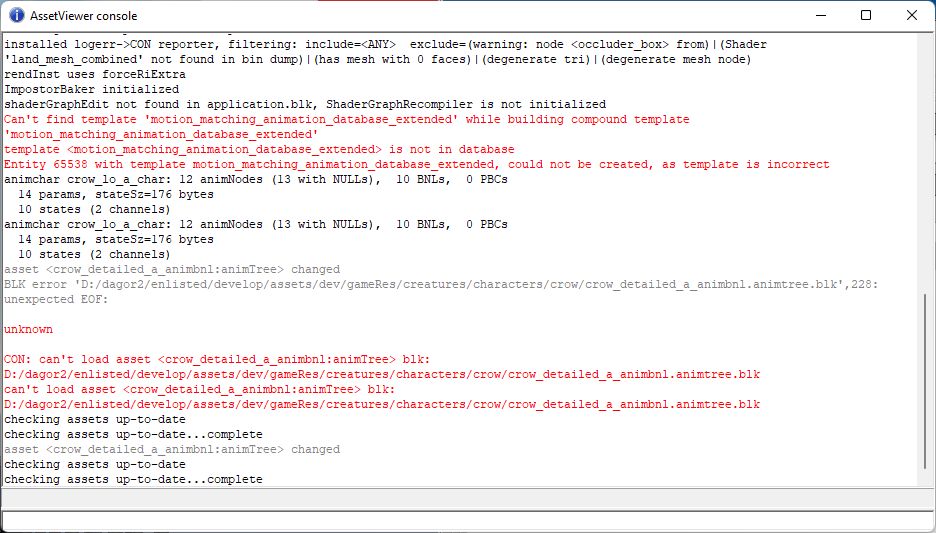 AssetViewer console
installed logerr->CON reporter, filtering: include=<ANY>  exclude=(warning: node <occluder_box> from)|(Shader
'land_mesh_combined' not found in bin dump)|(has mesh with 0 faces)|(degenerate tri)|(degenerate mesh node)
rendInst uses forceRiExtra
ImpostorBaker initialized
shaderGraphEdit not found in application.blk, ShaderGraphRecompiler is not initialized
Can't find template 'motion_matching_animation_database_extended' while building compound template
'motion_matching_animation_database_extended'
template <motion_matching_animation_database_extended> is not in database
Entity 65538 with template motion_matching_animation_database_extended, could not be created, as template is incorrect
animchar crow_lo_a_char: 12 animNodes (13 with NULLs),  10 BNLs,  0 PBCs
  14 params, stateSz=176 bytes
  10 states (2 channels)
animchar crow_lo_a_char: 12 animNodes (13 with NULLs),  10 BNLs,  0 PBCs
  14 params, stateSz=176 bytes
  10 states (2 channels)
asset <crow_detailed_a_animbnl:animTree> changed
BLK error 'D:/dagor2/enlisted/develop/assets/dev/gameRes/creatures/characters/crow/crow_detailed_a_animbnl.animtree.blk',228:
unexpected EOF:
unknown
CON: can't load asset <crow_detailed_a_animbnl:animTree> blk:
D:/dagor2/enlisted/develop/assets/dev/gameRes/creatures/characters/crow/crow_detailed_a_animbnl.animtree.blk
can't load asset <crow_detailed_a_animbnl:animTree> blk:
D:/dagor2/enlisted/develop/assets/dev/gameRes/creatures/characters/crow/crow_detailed_a_animbnl.animtree.blk
checking assets up-to-date
checking assets up-to-date...complete
asset <crow_detailed_a_animbnl:animTree> changed
checking assets up-to-date
checking assets up-to-date...complete